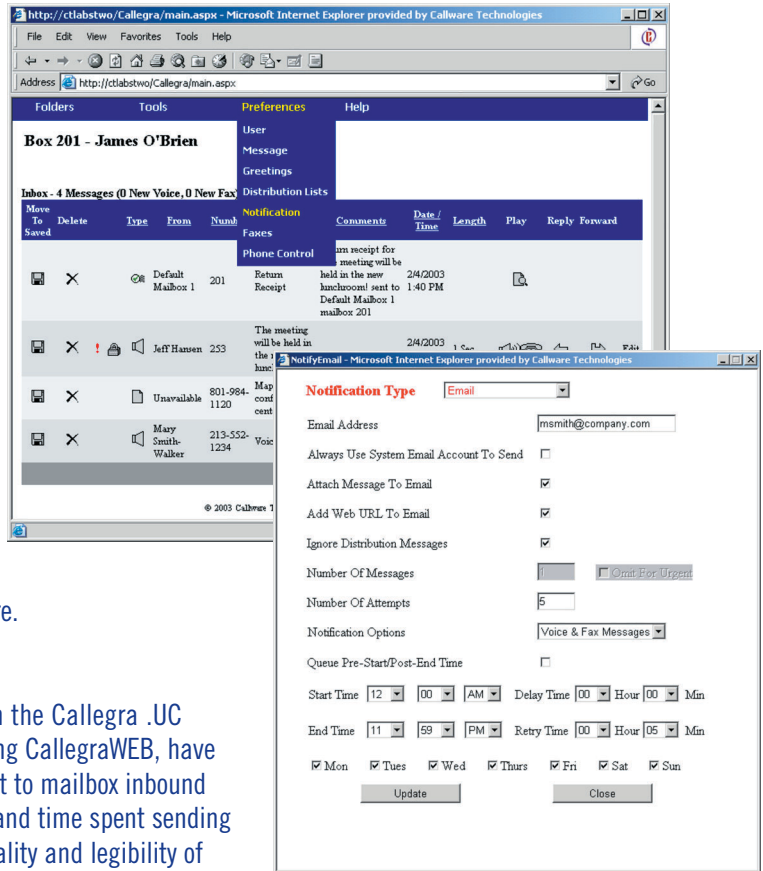 http://ctlabstwo/Callegra/main.aspx - Microsoft Internet Explorer provided by Callware Technologies
File Edit View Favorites Tools Help
Address http://ctlabstwo/Callegra/main.aspx Go
Folders Tools Preferences Help
User
Message
Greetings
Distribution Lists
Notification
Faxes
Phone Control
Box 201 - James O'Brien
Inbox - 4 Messages (0 New Voice, 0 New Fax)
Move To Saved Delete Type From Comments Date / Time Length Play Reply Forward
Default Mailbox 1 201 Return Receipt
receipt for
meeting will be
held in the new
lunchroom! sent to
Default Mailbox 1
mailbox 201
2/4/2003 1:40 PM
Jeff Hansen 253
The meeting
will be held in
2/4/2003 1 Sec
Unavailable 801-984-1120 Map
Mary Smith-Walker 213-552-1234
© 2003 Callware
NotifyEmail - Microsoft Internet Explorer provided by Callware Technologies
Notification Type Email
Email Address msmith@company.com
Always Use System Email Account To Send
Attach Message To Email
Add Web URL To Email
Ignore Distribution Messages
Number Of Messages 1 Omit For Urgent
Number Of Attempts 5
Notification Options Voice & Fax Messages
Queue Pre-Start/Post-End Time
Start Time 12 00 AM Delay Time 00 Hour 00 Min
End Time 11 59 PM Retry Time 00 Hour 05 Min
Mon Tues Wed Thurs Fri Sat Sun
Update Close
the Callegra .UC
CallegraWEB, have
to mailbox inbound
and time spent sending
and legibility of